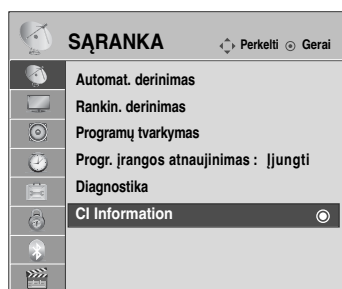 SĄRANKA
Perkelti Gerai
Automat. derinimas
Rankin. derinimas
Programų tvarkymas
Progr. įrangos atnaujinimas : Įjungti
Diagnostika
CI Information